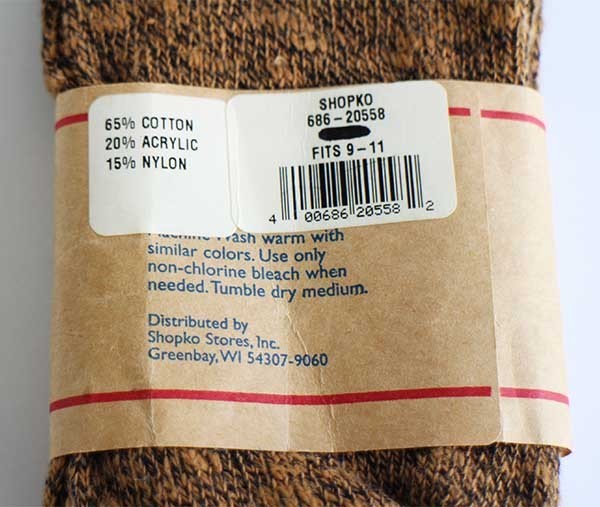 65% COTTON
20% ACRYLIC
15% NYLON
SHOPKO
686-20558
FITS 9-11
4 00686 20558 2
Machine Wash warm with
similar colors. Use only
non-chlorine bleach when
needed. Tumble dry medium.
Distributed by
Shopko Stores, Inc.
Greenbay, WI 54307-9060